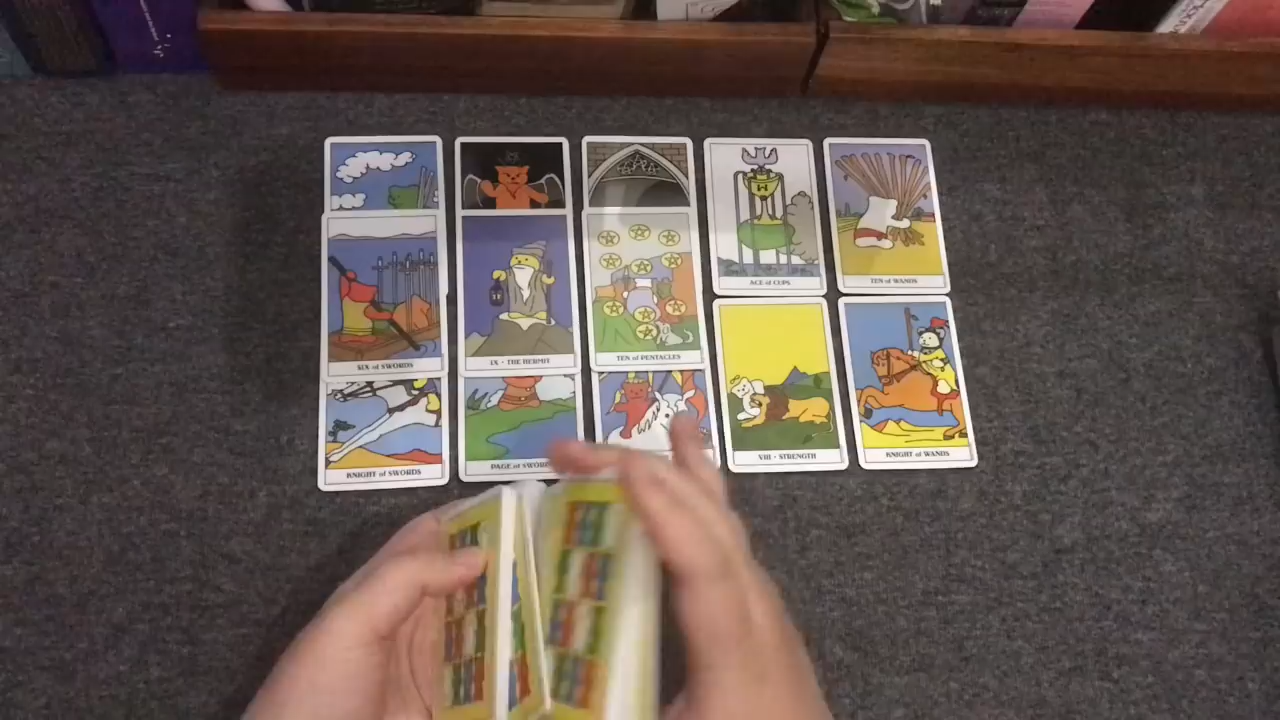 ACE of CUPS
TEN of WANDS
SIX of SWORDS
IX • THE HERMIT
TEN of PENTACLES
KNIGHT of SWORDS
PAGE of SWORDS
VIII • STRENGTH
KNIGHT of WANDS